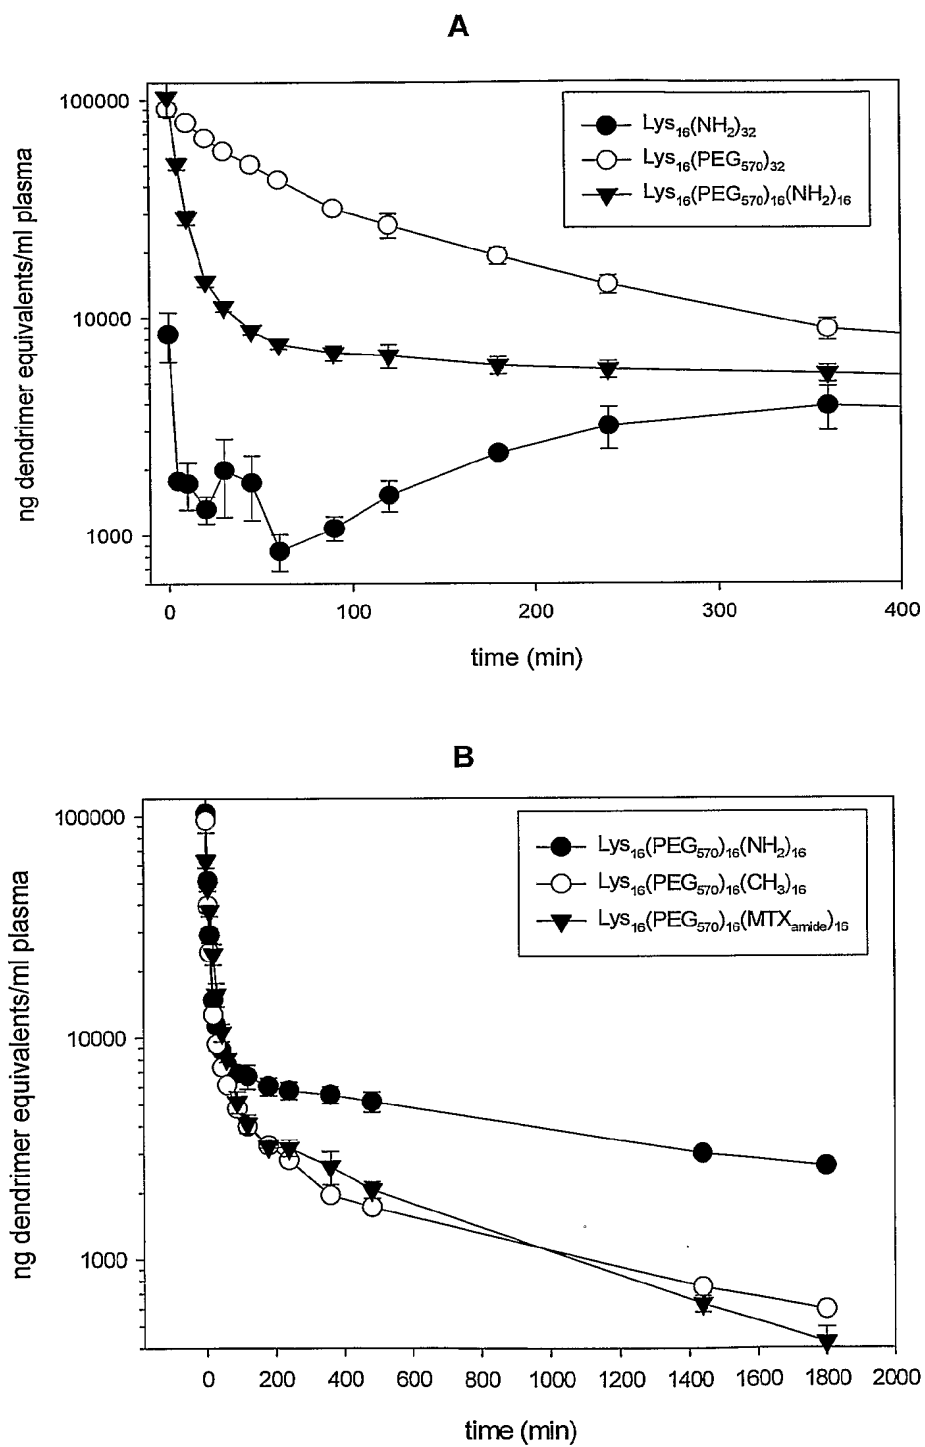 A
ng dendrimer equivalents/ml plasma
100000
10000
1000
Lys16(NH2)32
Lys16(PEG570)32
Lys16(PEG570)16(NH2)16
0 100 200 300 400
time (min)
B
ng dendrimer equivalents/ml plasma
100000
10000
1000
Lys16(PEG570)16(NH2)16
Lys16(PEG570)16(CH3)16
Lys16(PEG570)16(MTXamide)16
0 200 400 600 800 1000 1200 1400 1600 1800 2000
time (min)